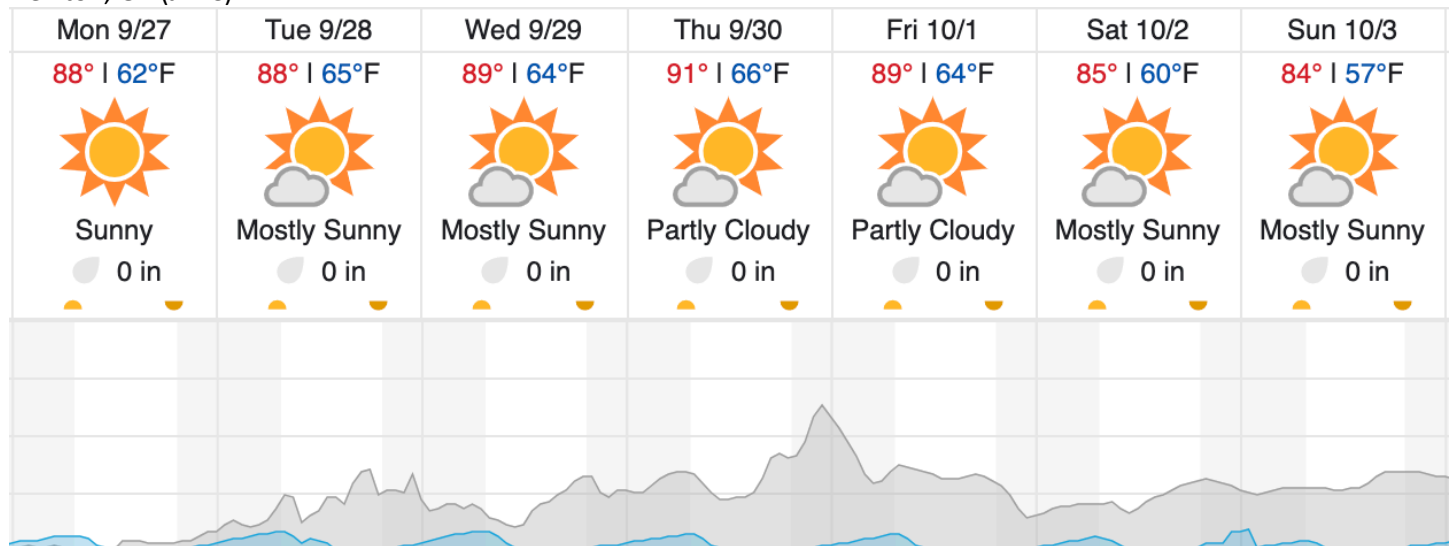 Mon 9/27 Tue 9/28 Wed 9/29 Thu 9/30 Fri 10/1 Sat 10/2 Sun 10/3
88° | 62°F 88° | 65°F 89° | 64°F 91° | 66°F 89° | 64°F 85° | 60°F 84° | 57°F
Sunny Mostly Sunny Mostly Sunny Partly Cloudy Partly Cloudy Mostly Sunny Mostly Sunny
0 in 0 in 0 in 0 in 0 in 0 in 0 in